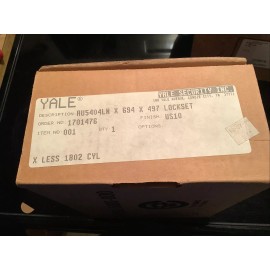 YALE®
YALE SECURITY INC.
DESCRIPTION AU5404LN X 694 X 497 LOCKSET
ORDER NO. 1701476 FINISH US10
ITEM NO 001 QTY 1 OPTIONS:
X LESS 1802 CYL